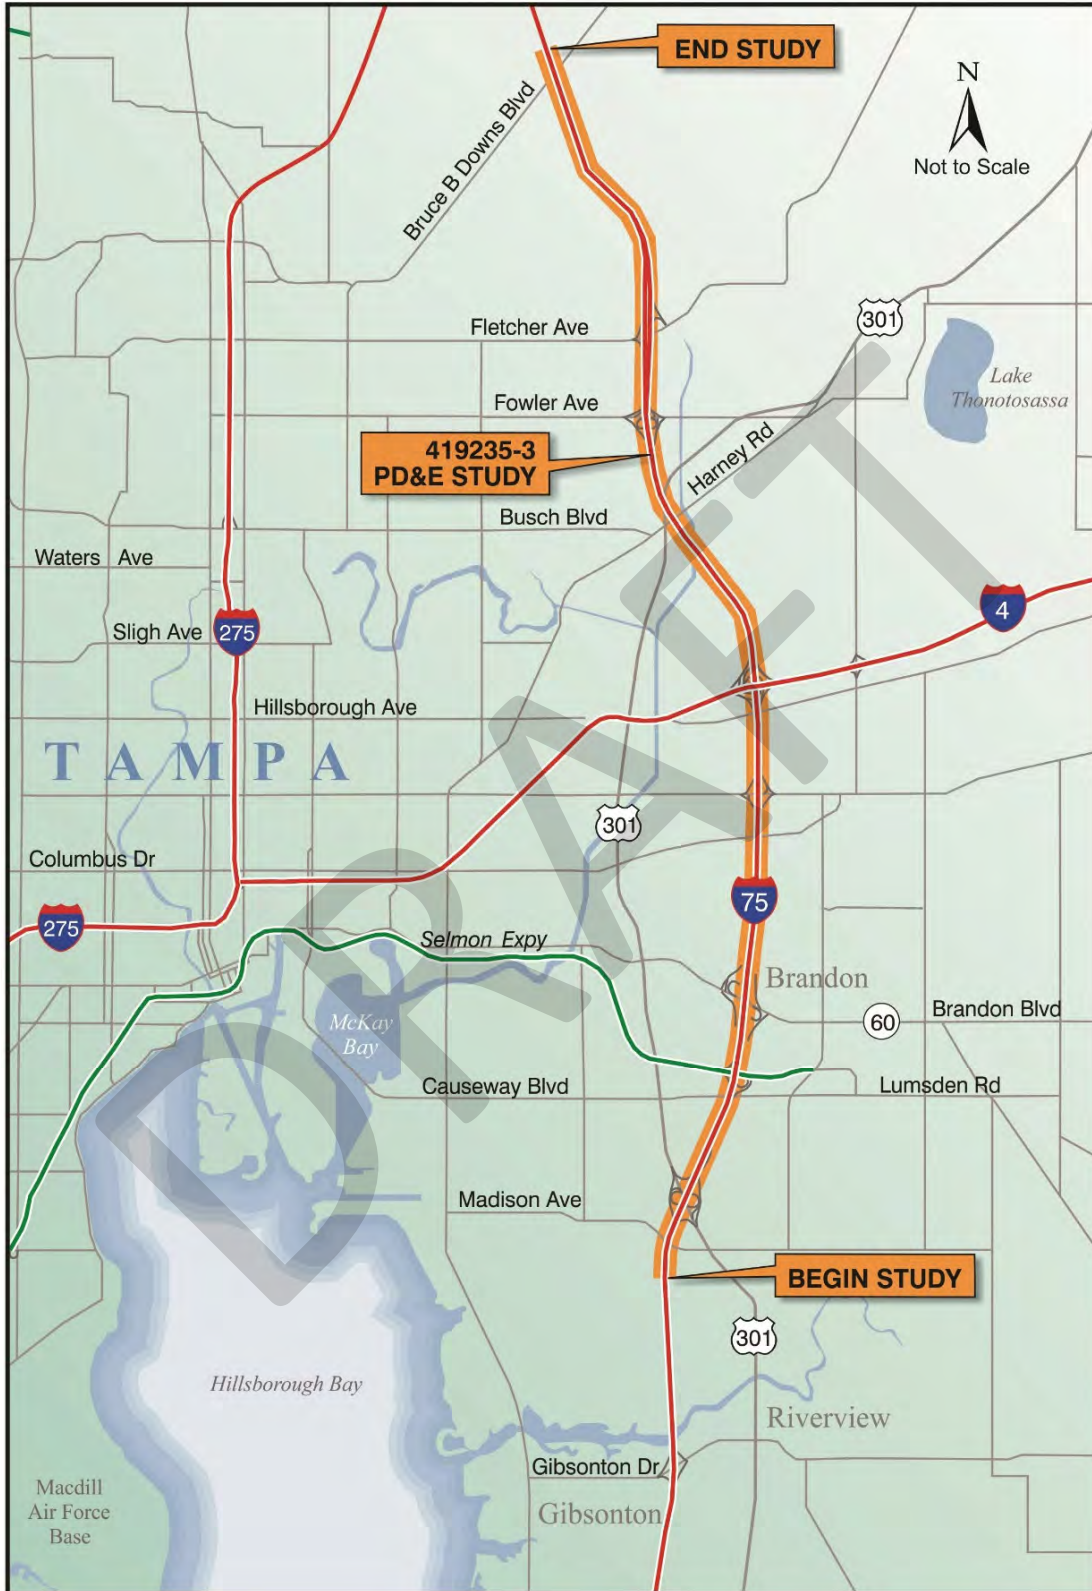 END STUDY
N
Not to Scale
Bruce B Downs Blvd
301
Fletcher Ave
Lake
Thonotosassa
Fowler Ave
419235-3
PD&E STUDY
Harney Rd
Busch Blvd
Waters Ave
4
Sligh Ave
275
Hillsborough Ave
TAMPA
301
Columbus Dr
75
275
Selmon Expy
Brandon
McKay
Bay
60
Brandon Blvd
Causeway Blvd
Lumsden Rd
Madison Ave
BEGIN STUDY
301
Hillsborough Bay
Riverview
Gibsonton Dr
Macdill
Air Force
Base
Gibsonton
DRAFT